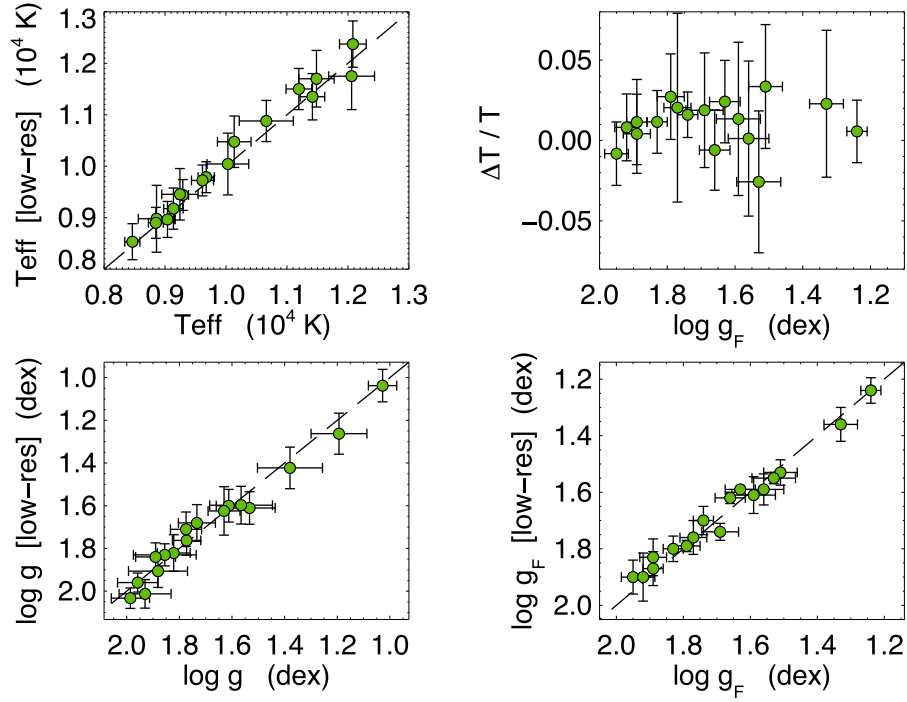 1.3
1.2
1.1
1.0
0.9
0.8
Teff [low−res] (10⁴ K)
0.8 0.9 1.0 1.1 1.2 1.3
Teff (10⁴ K)
0.05
0.00
−0.05
ΔT / T
2.0 1.8 1.6 1.4 1.2
log g_F (dex)
1.0
1.2
1.4
1.6
1.8
2.0
log g [low−res] (dex)
2.0 1.8 1.6 1.4 1.2 1.0
log g (dex)
1.2
1.4
1.6
1.8
2.0
log g_F [low−res] (dex)
2.0 1.8 1.6 1.4 1.2
log g_F (dex)